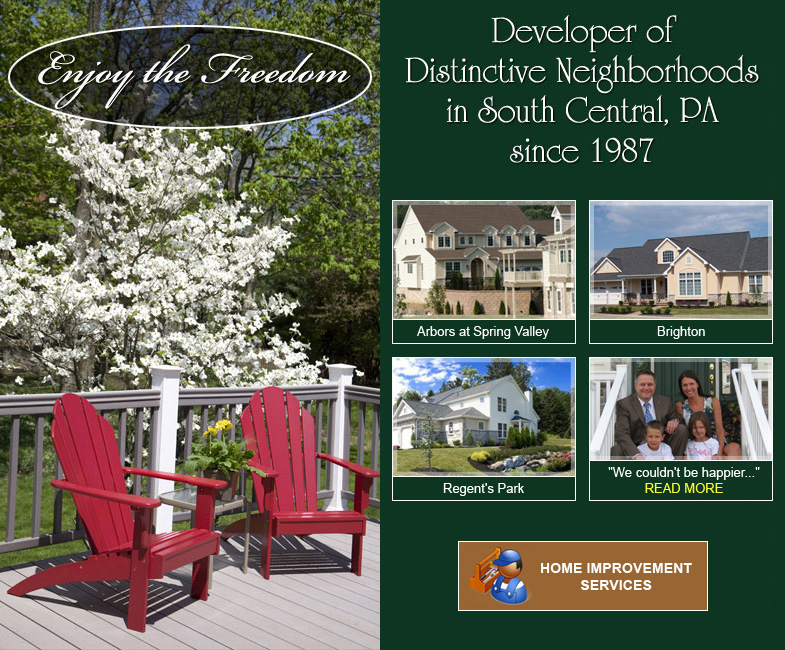 Enjoy the Freedom
Developer of
Distinctive Neighborhoods
in South Central, PA
since 1987
Arbors at Spring Valley
Brighton
Regent's Park
"We couldn't be happier..."
READ MORE
HOME IMPROVEMENT
SERVICES